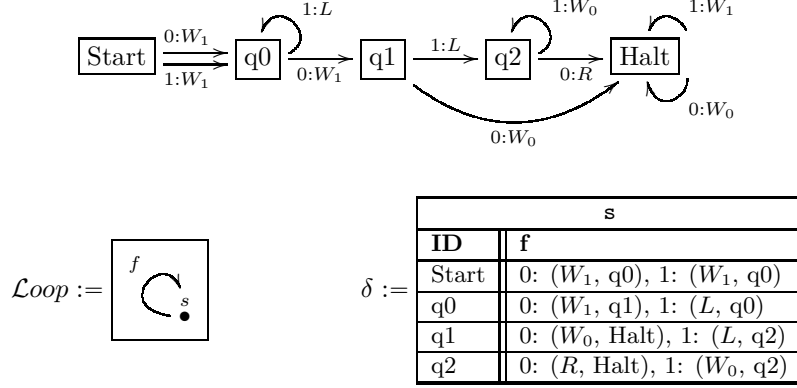 1:L 1:W₀ 1:W₁
0:W₁
Start q0 q1 1:L q2 Halt
1:W₁ 0:W₁ 0:R
0:W₀
0:W₀
s
ID f
f Start 0: (W₁, q0), 1: (W₁, q0)
s
ℒoop := δ := q0 0: (W₁, q1), 1: (L, q0)
q1 0: (W₀, Halt), 1: (L, q2)
q2 0: (R, Halt), 1: (W₀, q2)